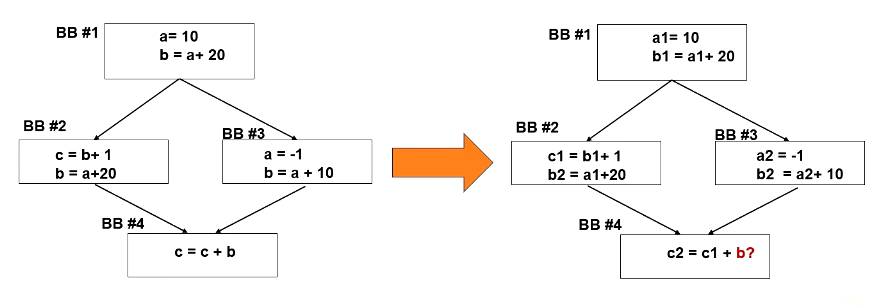 BB #1
a= 10
b = a+ 20
BB #2
c = b+ 1
b = a+20
BB #3
a = -1
b = a + 10
BB #4
c = c + b
BB #1
a1= 10
b1 = a1+ 20
BB #2
c1 = b1+ 1
b2 = a1+20
BB #3
a2 = -1
b2 = a2+ 10
BB #4
c2 = c1 + b?